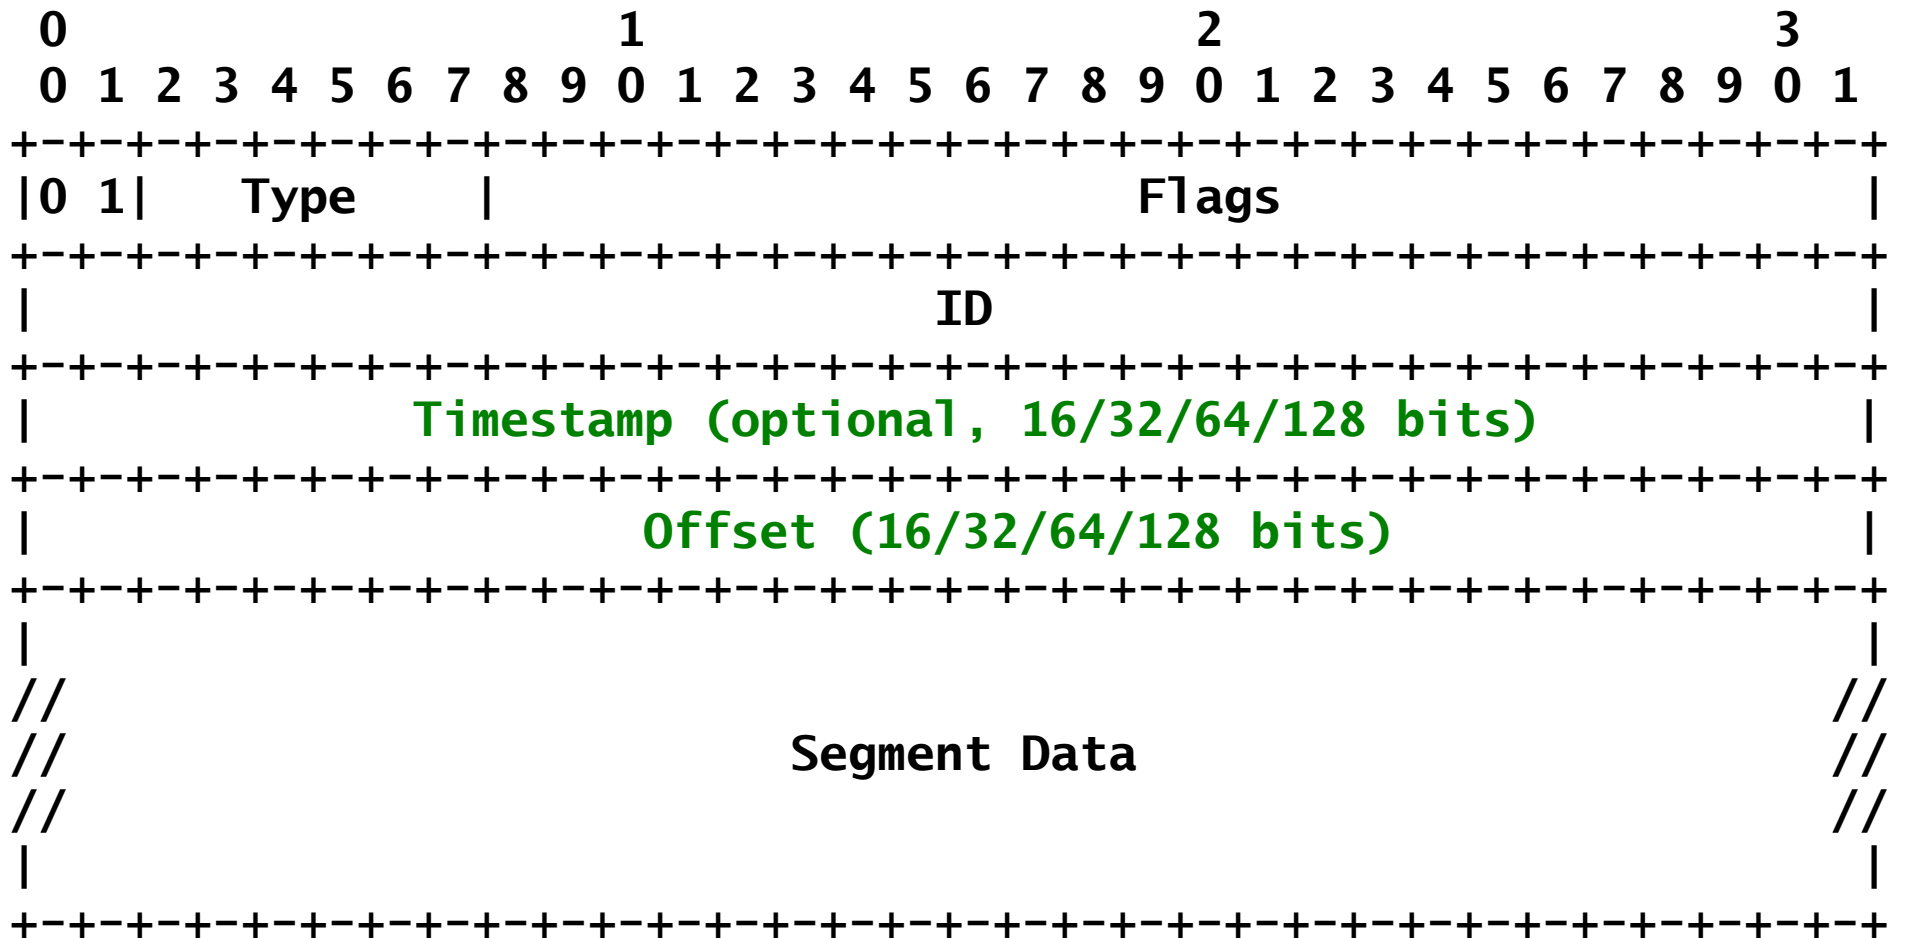 0                   1                   2                   3
 0 1 2 3 4 5 6 7 8 9 0 1 2 3 4 5 6 7 8 9 0 1 2 3 4 5 6 7 8 9 0 1
+-+-+-+-+-+-+-+-+-+-+-+-+-+-+-+-+-+-+-+-+-+-+-+-+-+-+-+-+-+-+-+-+
|0 1|   Type    |                      Flags                    |
+-+-+-+-+-+-+-+-+-+-+-+-+-+-+-+-+-+-+-+-+-+-+-+-+-+-+-+-+-+-+-+-+
|                               ID                              |
+-+-+-+-+-+-+-+-+-+-+-+-+-+-+-+-+-+-+-+-+-+-+-+-+-+-+-+-+-+-+-+-+
|             Timestamp (optional, 16/32/64/128 bits)           |
+-+-+-+-+-+-+-+-+-+-+-+-+-+-+-+-+-+-+-+-+-+-+-+-+-+-+-+-+-+-+-+-+
|                     Offset (16/32/64/128 bits)                |
+-+-+-+-+-+-+-+-+-+-+-+-+-+-+-+-+-+-+-+-+-+-+-+-+-+-+-+-+-+-+-+-+
|                                                               |
//                                                             //
//                         Segment Data                        //
//                                                             //
|                                                               |
+-+-+-+-+-+-+-+-+-+-+-+-+-+-+-+-+-+-+-+-+-+-+-+-+-+-+-+-+-+-+-+-+